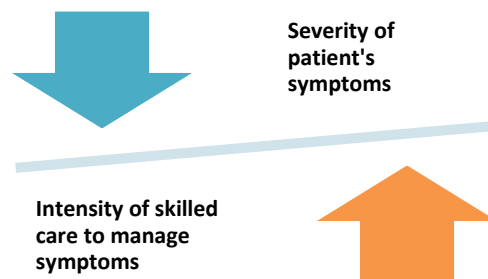 Severity of
patient's
symptoms
Intensity of skilled
care to manage
symptoms